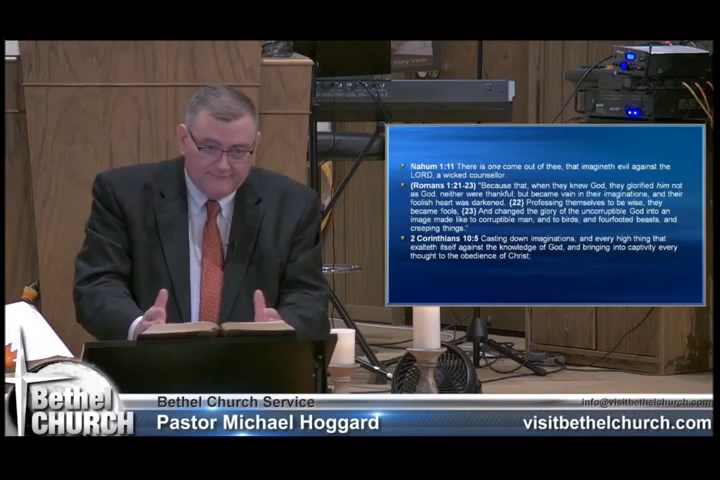 Nahum 1:11 There is one come out of thee, that imagineth evil against the
LORD, a wicked counsellor
(Romans 1:21-23) "Because that, when they knew God, they glorified him not
as God, neither were thankful; but became vain in their imaginations, and their
foolish heart was darkened. {22} Professing themselves to be wise, they
became fools, {23} And changed the glory of the uncorruptible God into an
image made like to corruptible man, and to birds, and fourfooted beasts, and
creeping things."
2 Corinthians 10:5 Casting down imaginations, and every high thing that
exalteth itself against the knowledge of God, and bringing into captivity every
thought to the obedience of Christ;
Bethel
CHURCH
Bethel Church Service
info@visitbethelchurch.com
Pastor Michael Hoggard
visitbethelchurch.com